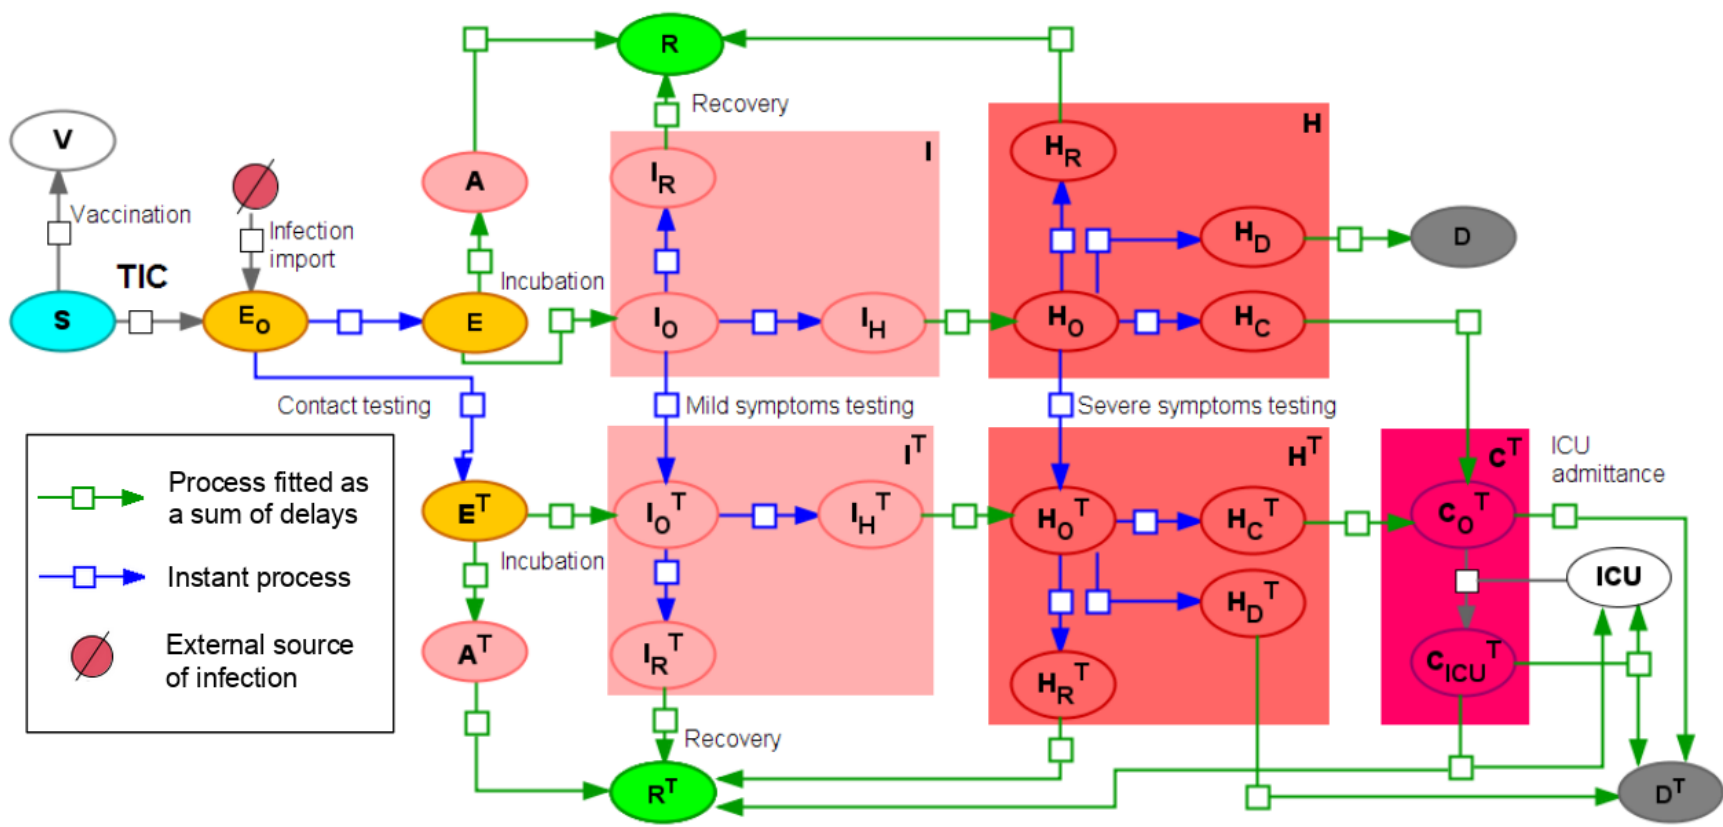 R
Recovery
H
I
V
A
I_R
H_R
Vaccination
Infection
import
H_D
D
TIC
Incubation
S
E_O
E
I_O
I_H
H_O
H_C
Contact testing
Mild symptoms testing
Severe symptoms testing
I^T
H^T
C^T
ICU
admittance
Process fitted as
a sum of delays
E^T
I_O^T
I_H^T
H_O^T
H_C^T
C_O^T
Incubation
Instant process
ICU
H_D^T
External source
of infection
A^T
I_R^T
H_R^T
C_ICU^T
Recovery
R^T
D^T